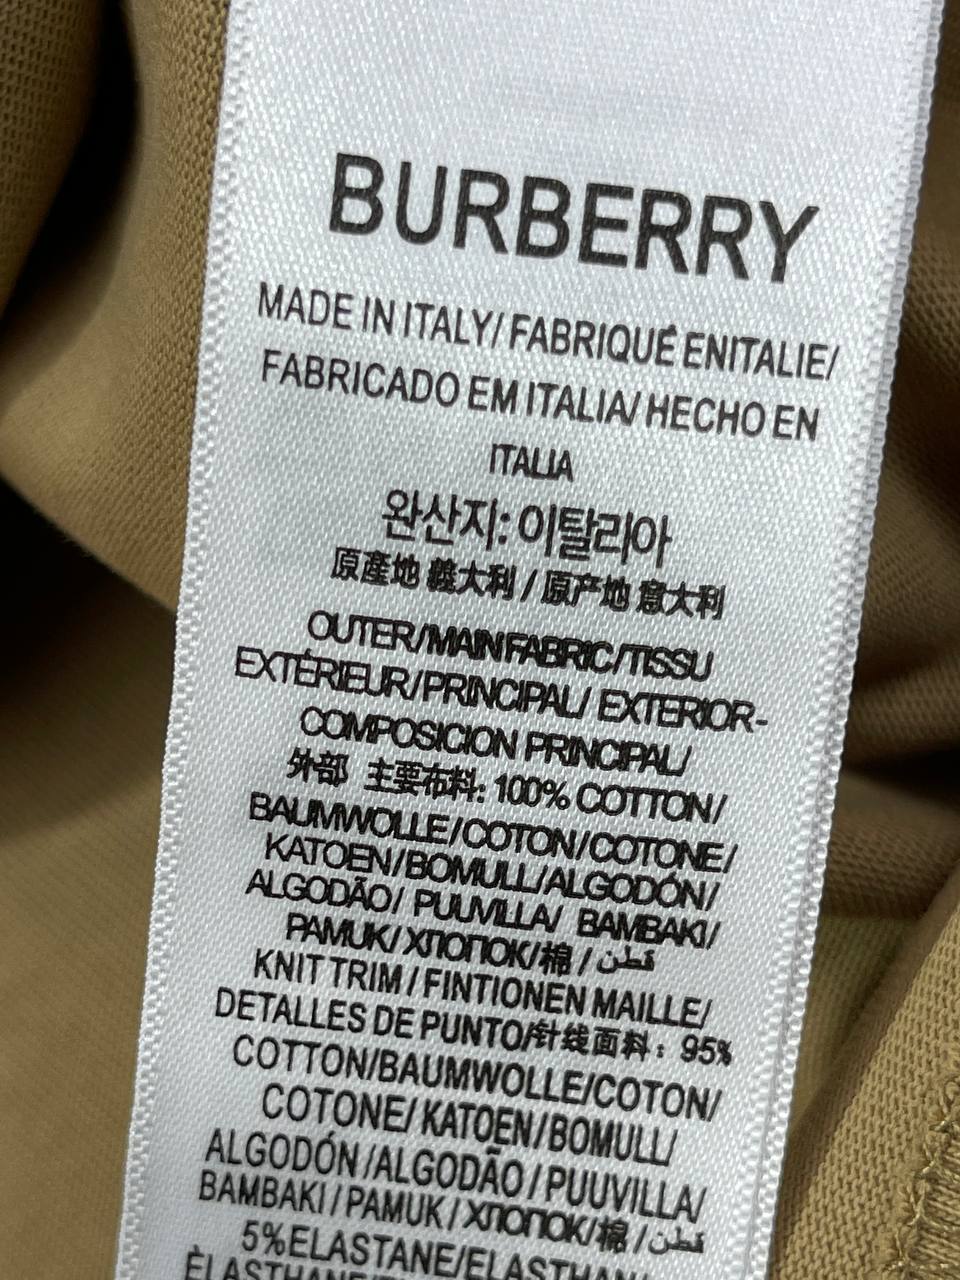 BURBERRY
MADE IN ITALY/ FABRIQUÉ ENITALIE/
FABRICADO EM ITALIA/ HECHO EN
ITALIA
완산지: 이탈리아
原產地 義大利 / 原产地 意大利
OUTER/MAIN FABRIC/TISSU
EXTÉRIEUR/PRINCIPAL/ EXTERIOR-
COMPOSICION PRINCIPAL/
外部 主要布料: 100% COTTON/
BAUMWOLLE/COTON/COTONE/
KATOEN/BOMULL/ALGODÓN/
ALGODÃO/ PUUVILLA/ BAMBAKI/
PAMUK/ ХЛОПОК/棉 / قطن
KNIT TRIM / FINTIONEN MAILLE/
DETALLES DE PUNTO/针线面料: 95%
COTTON/BAUMWOLLE/COTON/
COTONE/ KATOEN/BOMULL/
ALGODÓN /ALGODÃO / PUUVILLA/
BAMBAKI / PAMUK / ХЛОПОК/棉 / قطن
5%ELASTANE/ELASTHAN/